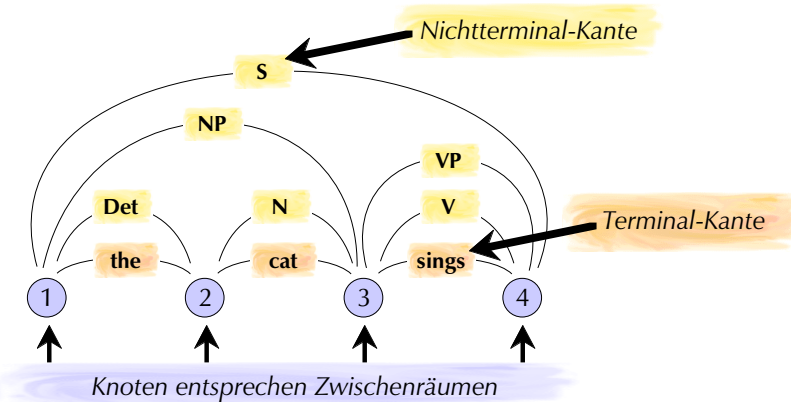 Nichtterminal-Kante
S
NP
VP
Det N V
Terminal-Kante
the cat sings
1 2 3 4
Knoten entsprechen Zwischenräumen